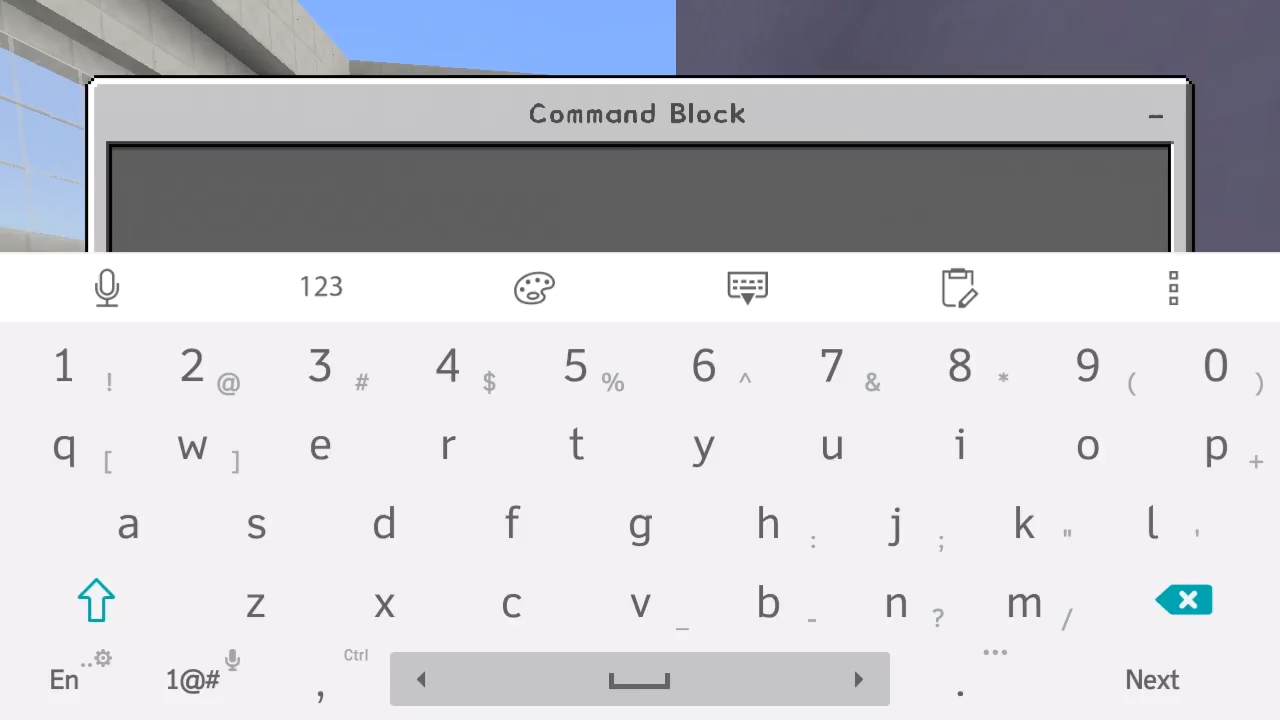 Command Block
123
1 ! 2 @ 3 # 4 $ 5 % 6 ^ 7 & 8 * 9 ( 0 )
q [ w ] e r t y u i o p +
a s d f g h : j ; k " l '
z x c v _ b - n ? m /
En 1@# , Ctrl . ... Next